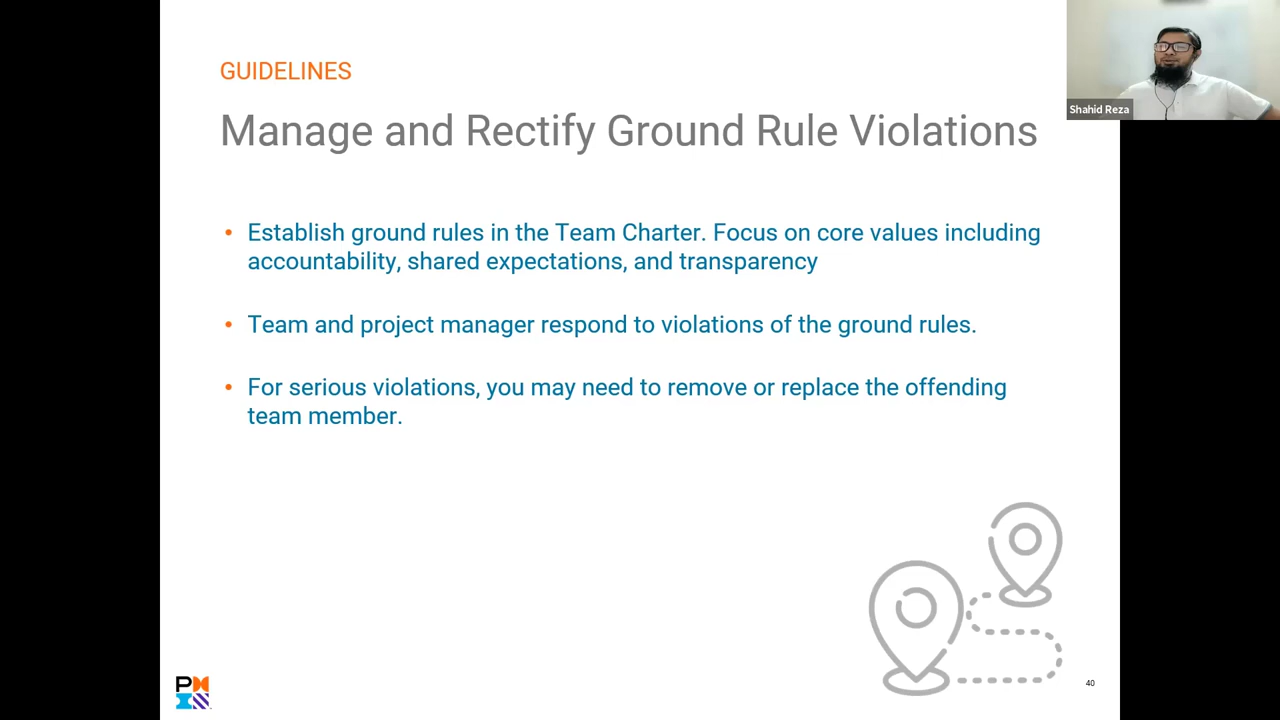 GUIDELINES
Manage and Rectify Ground Rule Violations
Shahid Reza
• Establish ground rules in the Team Charter. Focus on core values including
accountability, shared expectations, and transparency
• Team and project manager respond to violations of the ground rules.
• For serious violations, you may need to remove or replace the offending
team member.
PM
40